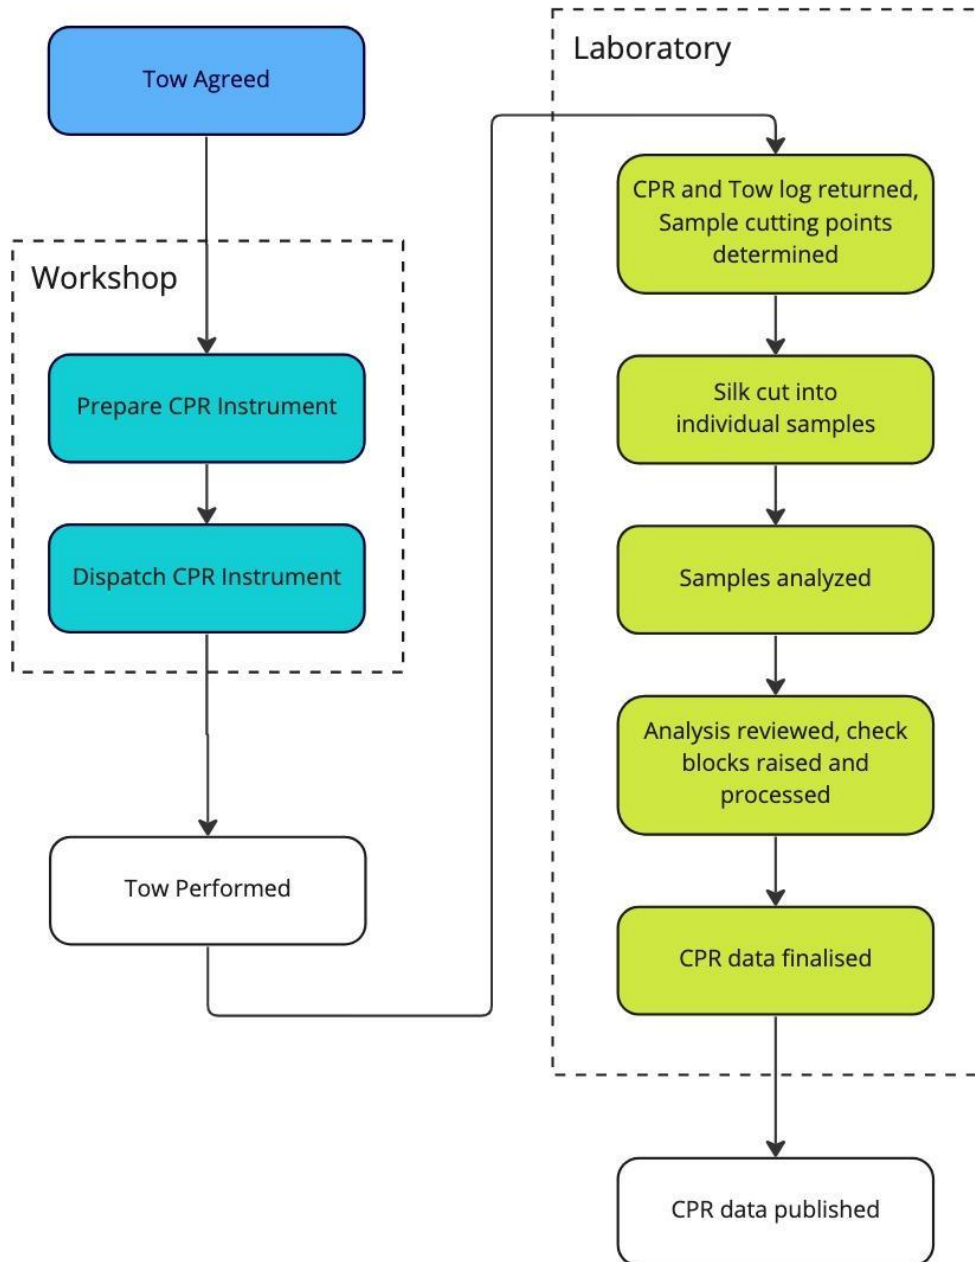 Tow Agreed
Workshop
Prepare CPR Instrument
Dispatch CPR Instrument
Tow Performed
Laboratory
CPR and Tow log returned,
Sample cutting points
determined
Silk cut into
individual samples
Samples analyzed
Analysis reviewed, check
blocks raised and
processed
CPR data finalised
CPR data published